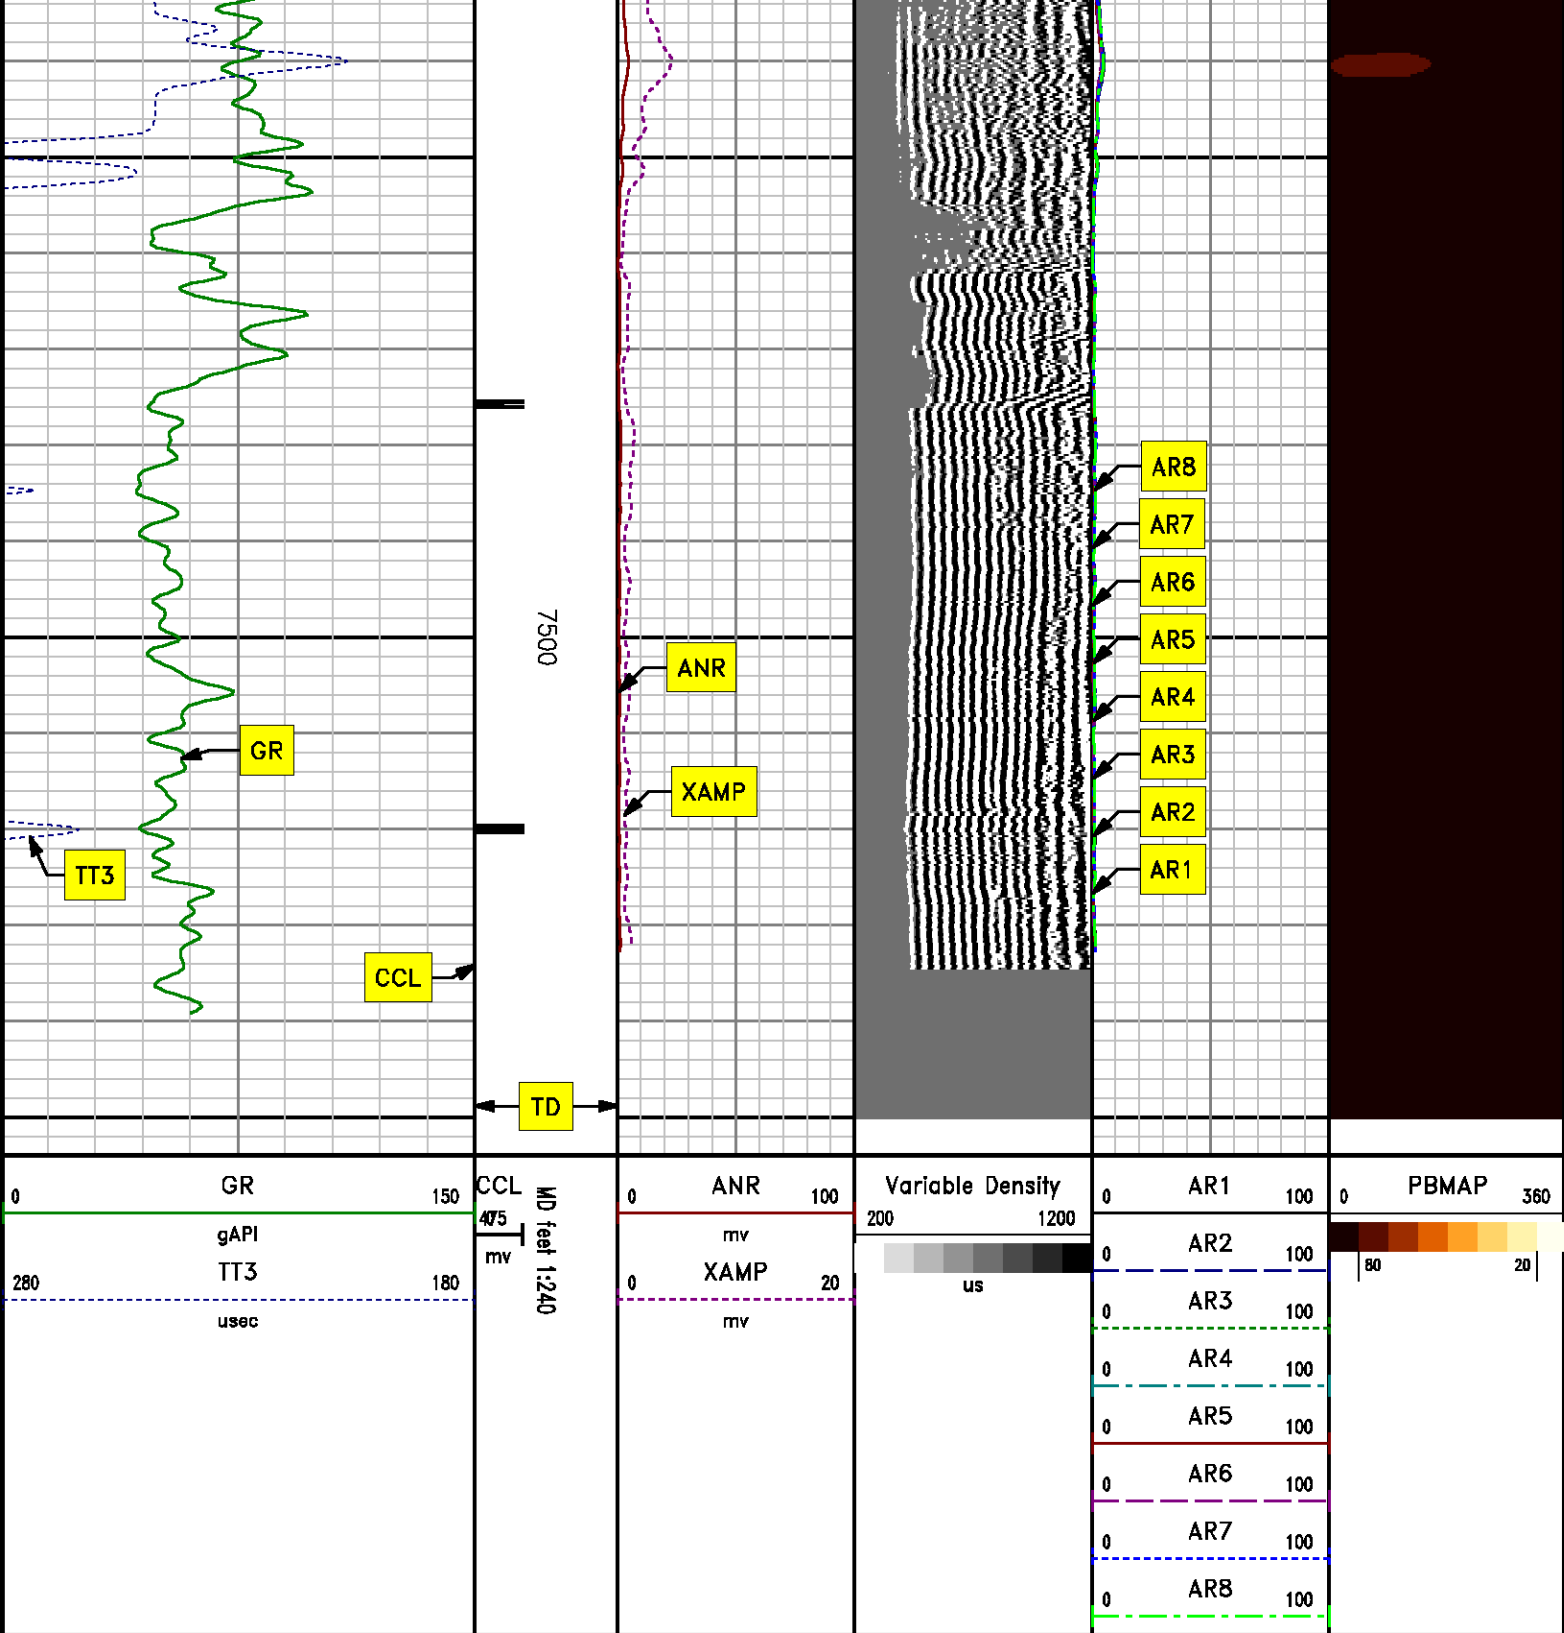 AR8
AR7
AR6
7500
AR5
ANR
AR4
GR
AR3
XAMP
AR2
TT3
AR1
CCL
TD
0 GR 150
gAPI
280 TT3 180
usec
CCL
475
mv
MD feet 1:240
0 ANR 100
mv
0 XAMP 20
mv
Variable Density
200 1200
us
0 AR1 100
0 AR2 100
0 AR3 100
0 AR4 100
0 AR5 100
0 AR6 100
0 AR7 100
0 AR8 100
0 PBMAP 360
80 20